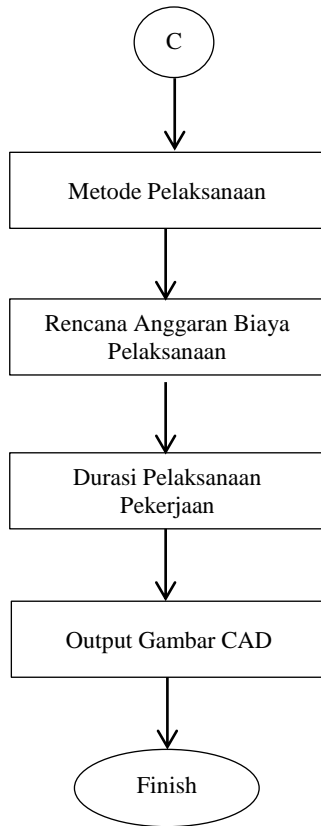 C
Metode Pelaksanaan
Rencana Anggaran Biaya
Pelaksanaan
Durasi Pelaksanaan
Pekerjaan
Output Gambar CAD
Finish